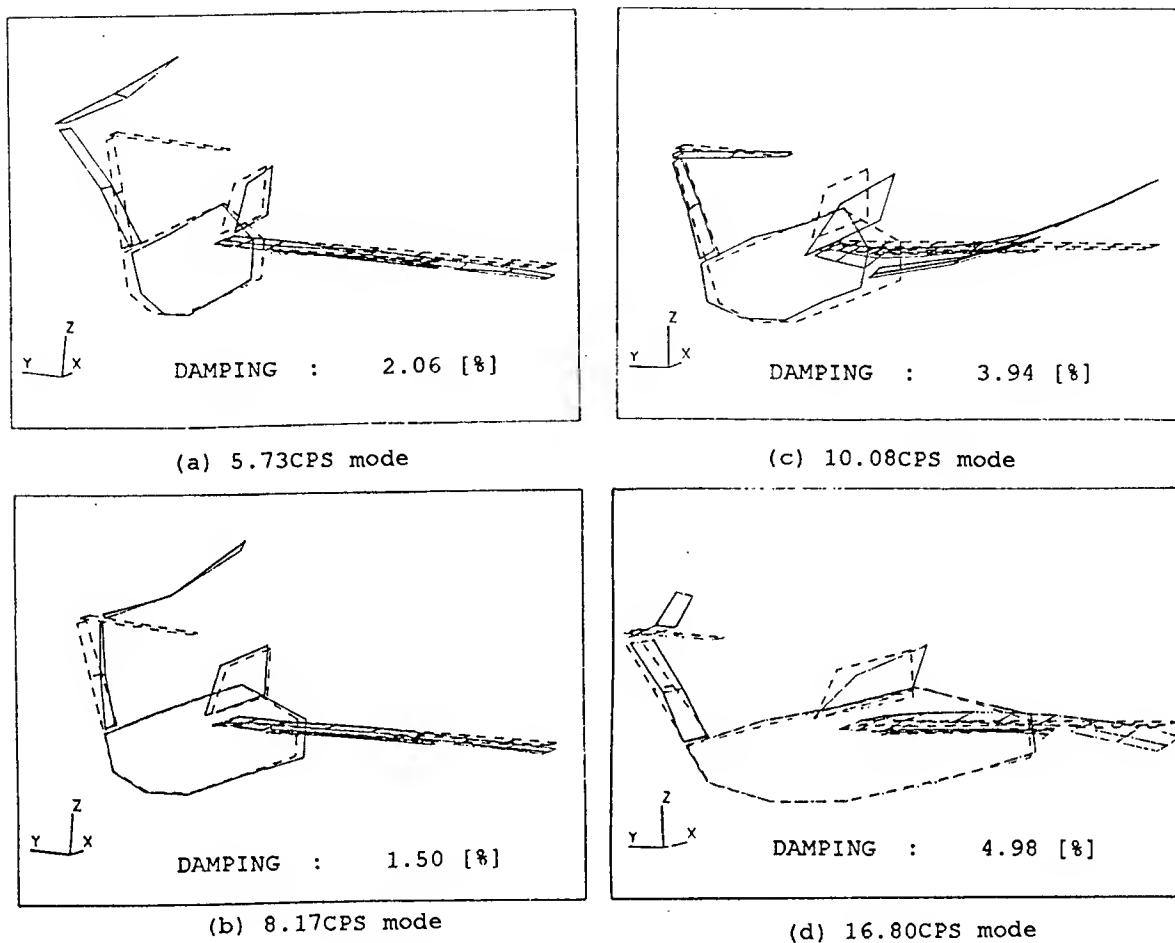 Z
Y X
DAMPING : 2.06 [%]
(a) 5.73CPS mode
Z
Y X
DAMPING : 3.94 [%]
(c) 10.08CPS mode
Z
Y X
DAMPING : 1.50 [%]
(b) 8.17CPS mode
Z
Y X
DAMPING : 4.98 [%]
(d) 16.80CPS mode